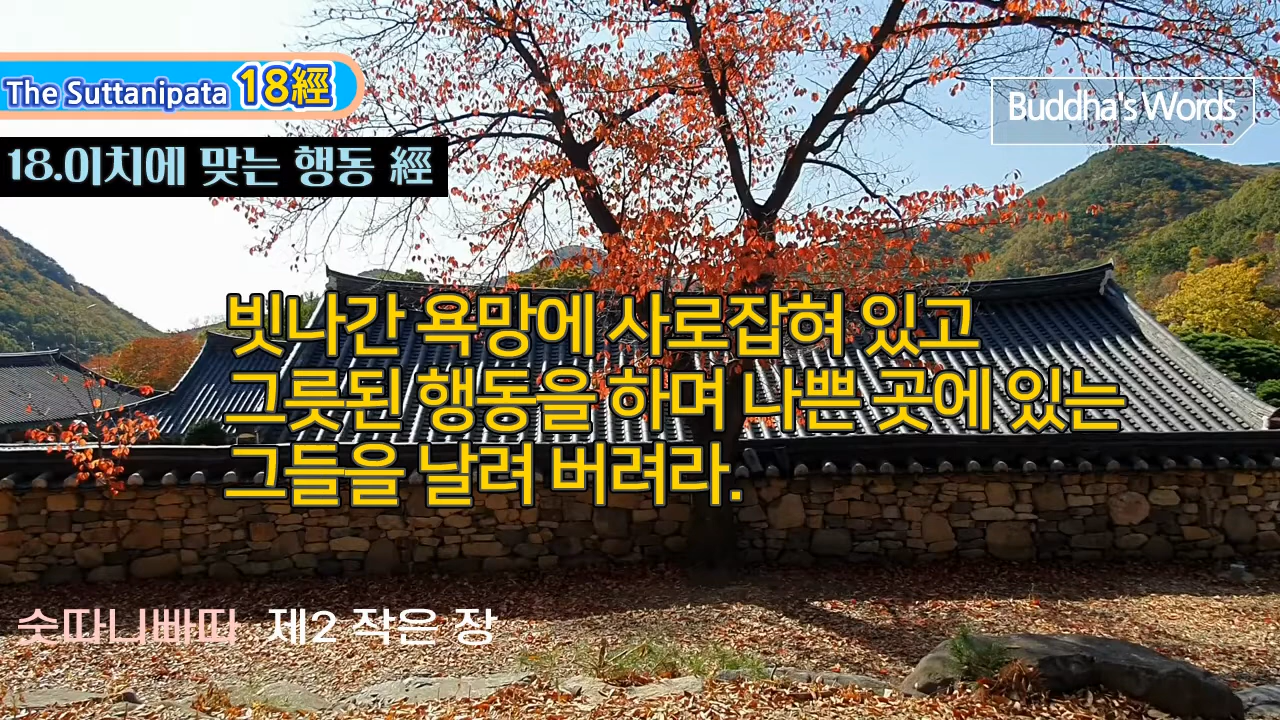 The Suttanipata 18經
Buddha's Words
18.이치에 맞는 행동 經
빗나간 욕망에 사로잡혀 있고
그릇된 행동을 하며 나쁜 곳에 있는
그들을 날려 버려라.
숫따니빠따 제2 작은 장